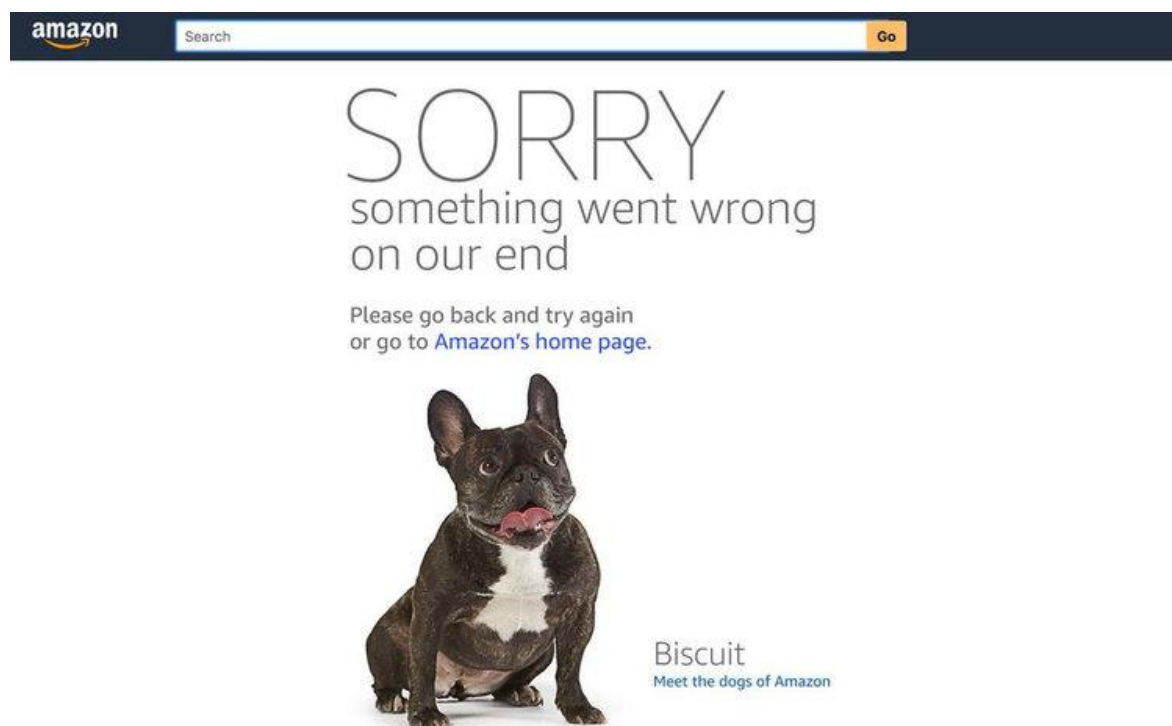 amazon
Search
Go
SORRY
something went wrong
on our end
Please go back and try again
or go to Amazon's home page.
Biscuit
Meet the dogs of Amazon